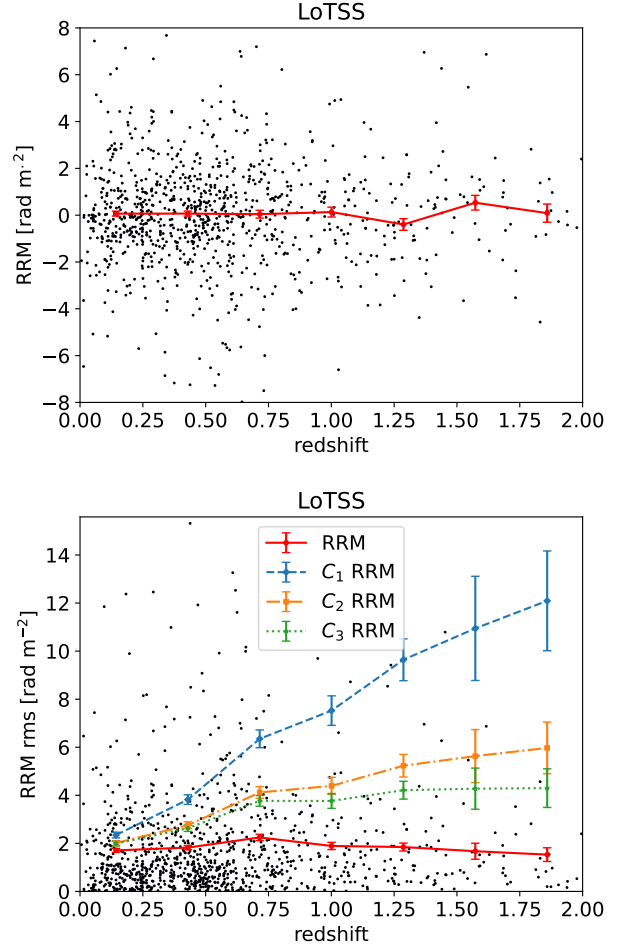 LoTSS
8
6
4
2
0
−2
−4
−6
−8
RRM [rad m⁻²]
0.00 0.25 0.50 0.75 1.00 1.25 1.50 1.75 2.00
redshift
LoTSS
14
12
10
8
6
4
2
0
RRM rms [rad m⁻²]
RRM
C₁ RRM
C₂ RRM
C₃ RRM
0.00 0.25 0.50 0.75 1.00 1.25 1.50 1.75 2.00
redshift